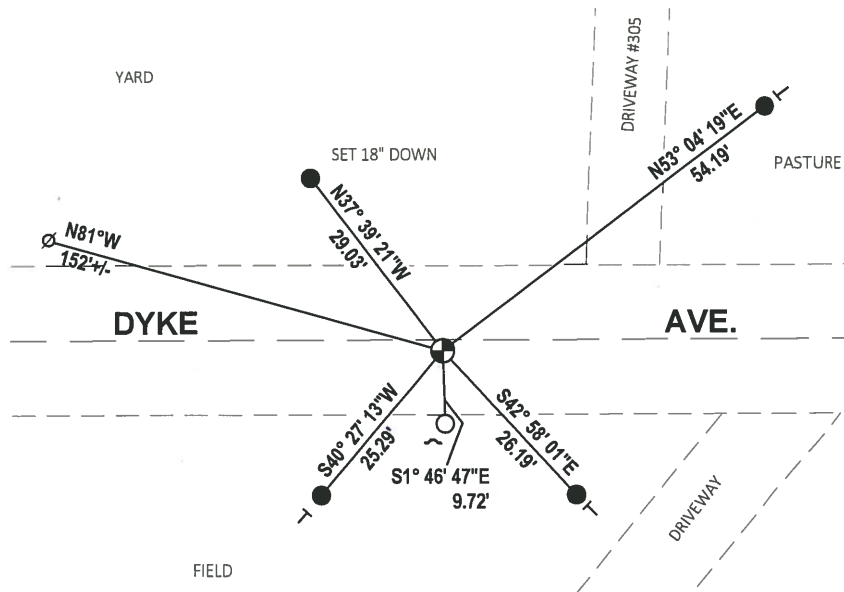 YARD
DRIVEWAY #305
SET 18" DOWN
N53° 04' 19"E
54.19'
PASTURE
N37° 39' 21"W
29.03'
N81°W
152'+/-
DYKE AVE.
S40° 27' 13"W
25.29'
S42° 58' 01"E
26.19'
S1° 46' 47"E
9.72'
DRIVEWAY
FIELD